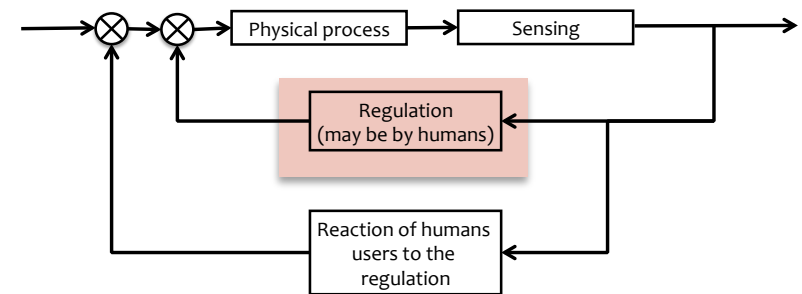 Physical process
Sensing
Regulation
(may be by humans)
Reaction of humans
users to the
regulation